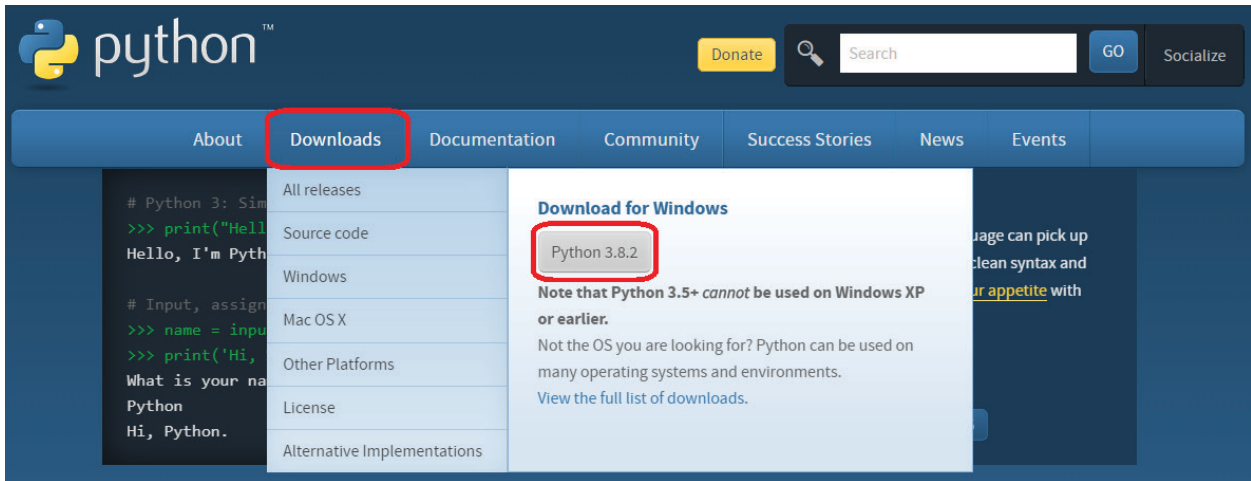 python™
Donate
Search
GO
Socialize
About Downloads Documentation Community Success Stories News Events
# Python 3: Sim
>>> print("Hell
Hello, I'm Pyth
# Input, assign
>>> name = inpu
>>> print('Hi,
What is your na
Python
Hi, Python.
All releases
Source code
Windows
Mac OS X
Other Platforms
License
Alternative Implementations
Download for Windows
Python 3.8.2
Note that Python 3.5+ cannot be used on Windows XP
or earlier.
Not the OS you are looking for? Python can be used on
many operating systems and environments.
View the full list of downloads.
uage can pick up
clean syntax and
ur appetite with